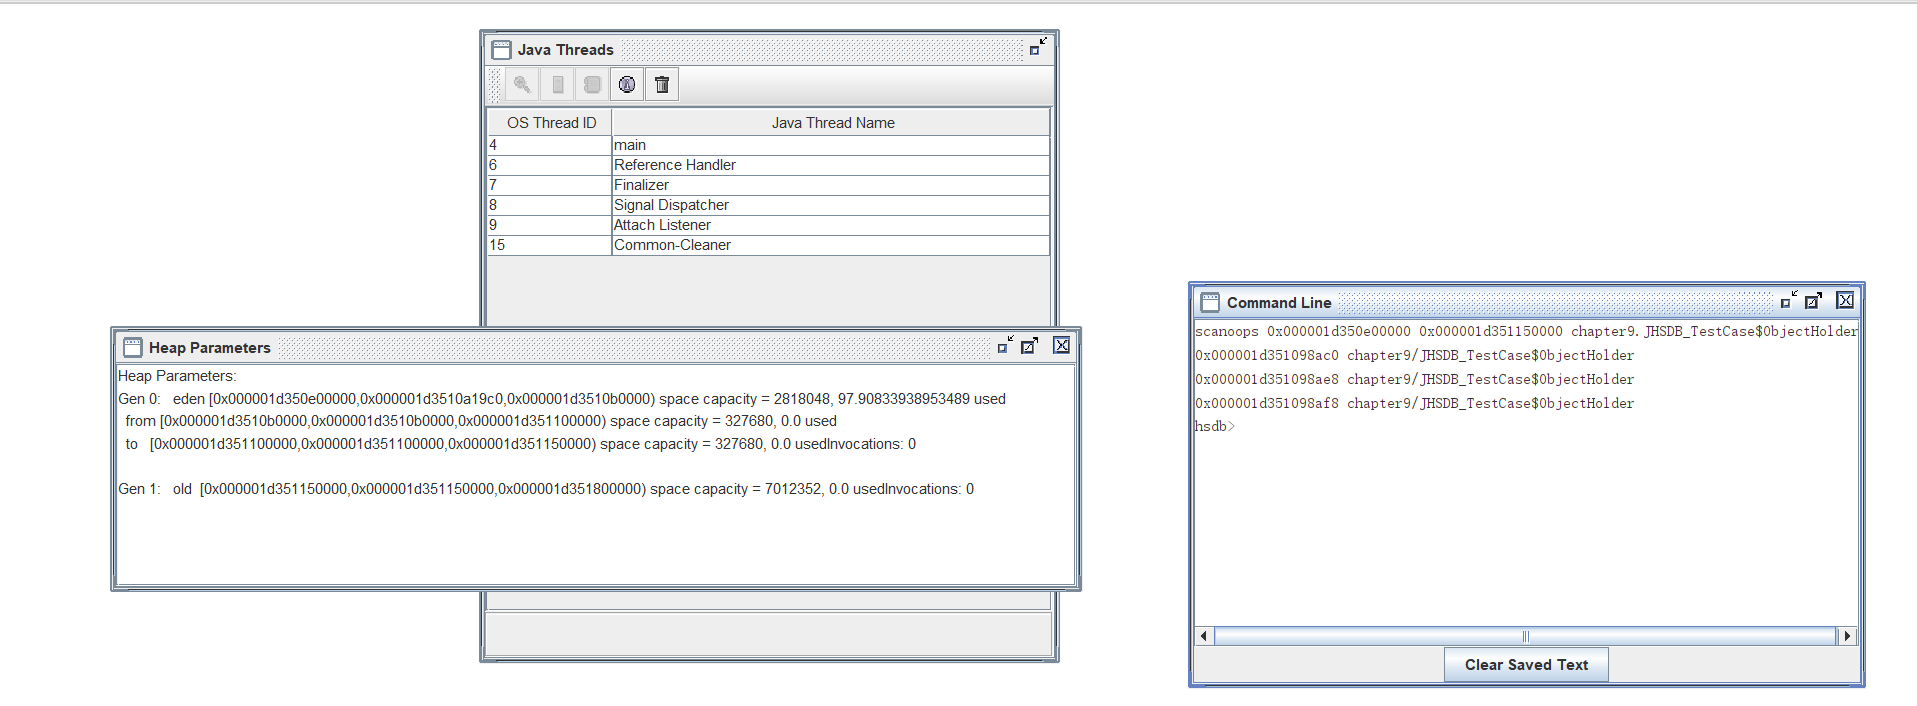 Java Threads
OS Thread ID Java Thread Name
4 main
6 Reference Handler
7 Finalizer
8 Signal Dispatcher
9 Attach Listener
15 Common-Cleaner
Heap Parameters
Heap Parameters:
Gen 0: eden [0x000001d350e00000,0x000001d3510a19c0,0x000001d3510b0000) space capacity = 2818048, 97.90833938953489 used
from [0x000001d3510b0000,0x000001d3510b0000,0x000001d351100000) space capacity = 327680, 0.0 used
to [0x000001d351100000,0x000001d351100000,0x000001d351150000) space capacity = 327680, 0.0 usedInvocations: 0
Gen 1: old [0x000001d351150000,0x000001d351150000,0x000001d351800000) space capacity = 7012352, 0.0 usedInvocations: 0
Command Line
scanoops 0x000001d350e00000 0x000001d351150000 chapter9.JHSDB_TestCase$ObjectHolder
0x000001d351098ac0 chapter9/JHSDB_TestCase$ObjectHolder
0x000001d351098ae8 chapter9/JHSDB_TestCase$ObjectHolder
0x000001d351098af8 chapter9/JHSDB_TestCase$ObjectHolder
hsdb>
Clear Saved Text